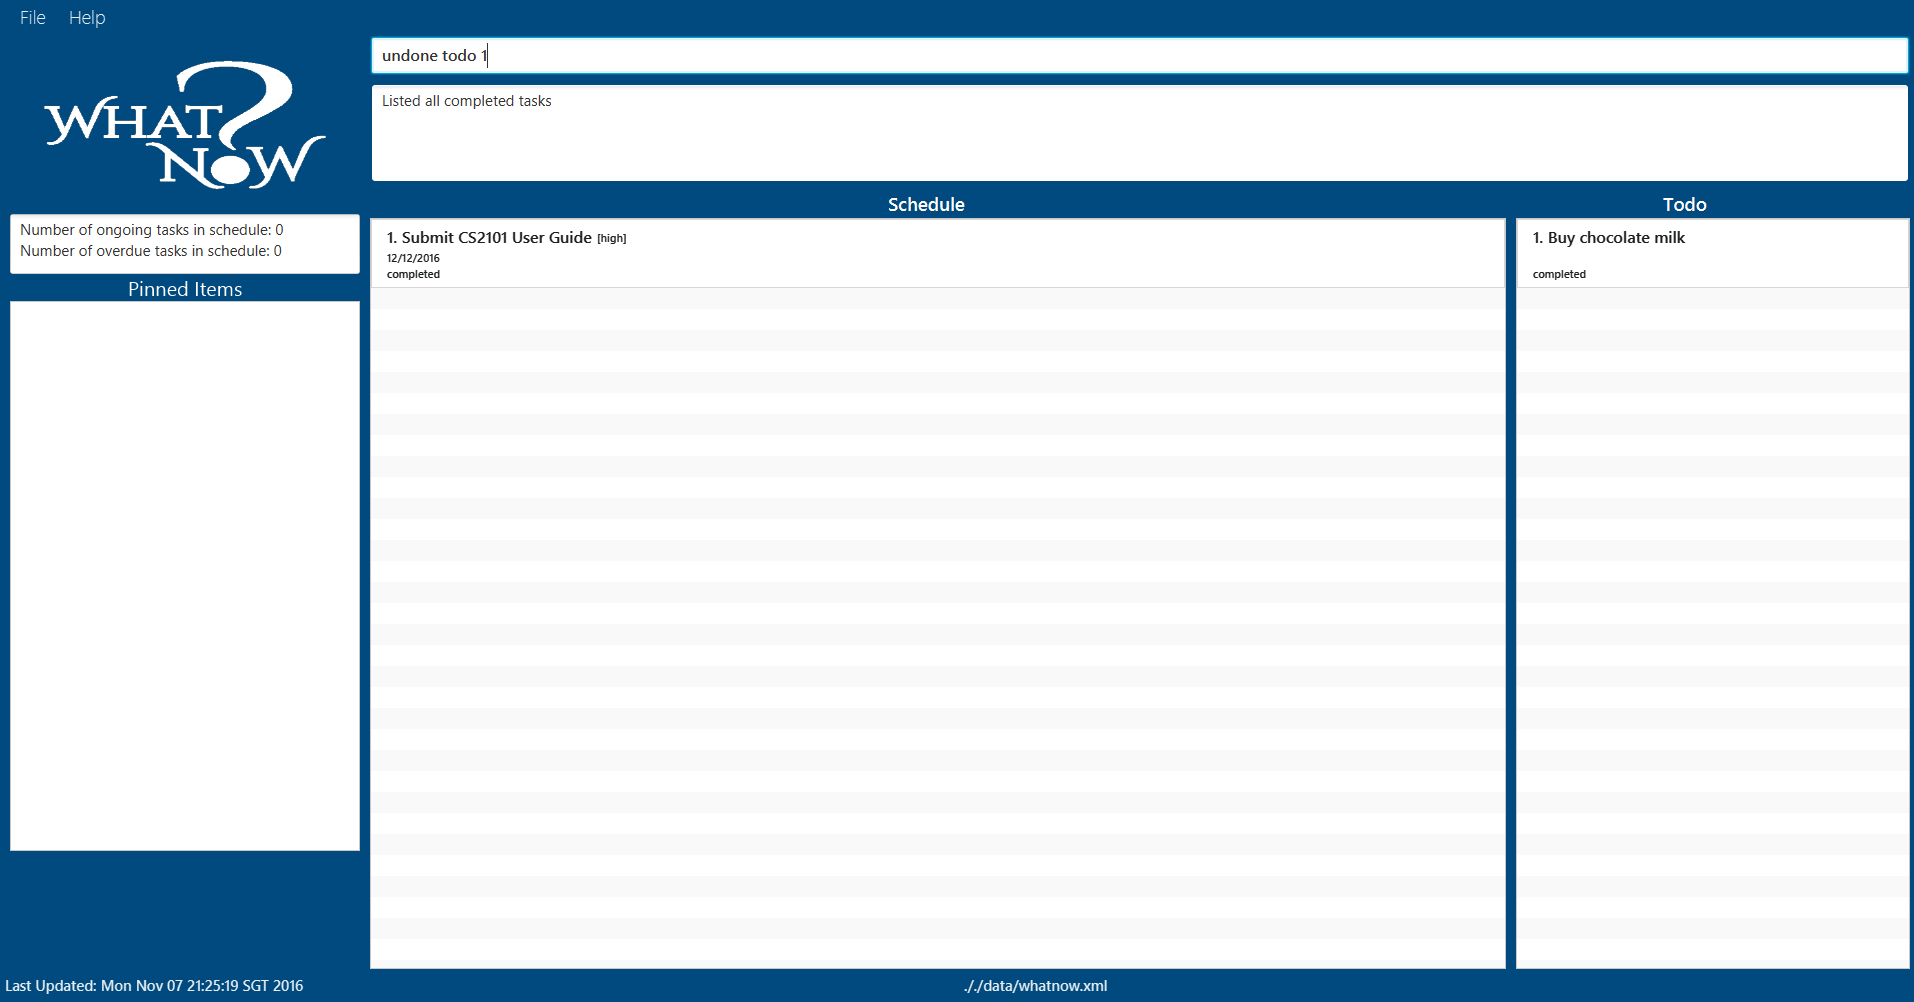 File Help
WHAT?
NOW
undone todo 1
Listed all completed tasks
Number of ongoing tasks in schedule: 0
Number of overdue tasks in schedule: 0
Pinned Items
Schedule
1. Submit CS2101 User Guide [high]
12/12/2016
completed
Todo
1. Buy chocolate milk
completed
Last Updated: Mon Nov 07 21:25:19 SGT 2016
././data/whatnow.xml